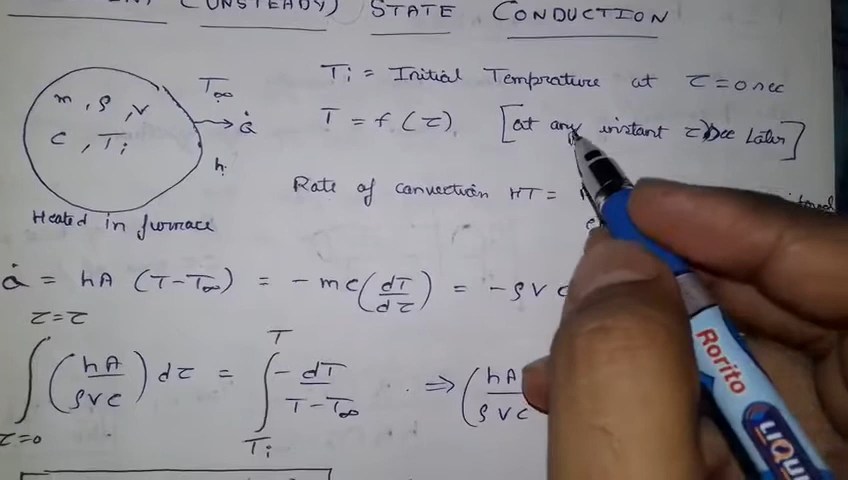 (UNSTEADY) STATE CONDUCTION
m, ρ, v
c, Ti
T∞
q̇
h
Heated in furnace
Ti = Initial Temprature at τ=0 sec
T = f(τ) [at any instant τ sec later]
Rate of convection HT =
q̇ = hA (T-T∞) = -mc(dT/dτ) = -ρvc
∫ τ=0 τ=τ (hA/ρvc) dτ = ∫ Ti T -dT/T-T∞ ⇒ (hA/ρvc
Rorito
LIQUI